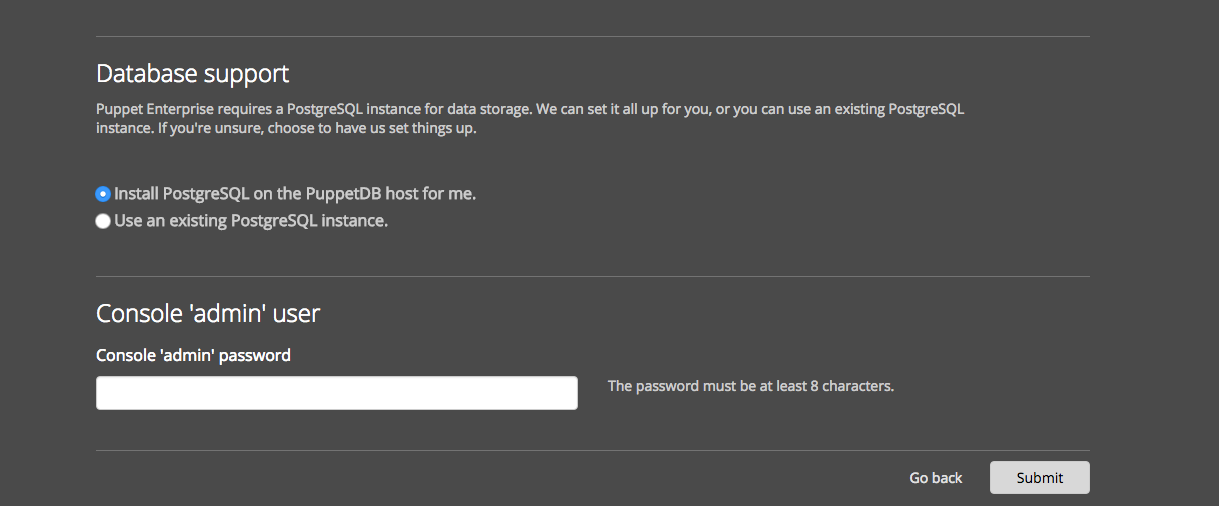 Database support
Puppet Enterprise requires a PostgreSQL instance for data storage. We can set it all up for you, or you can use an existing PostgreSQL
instance. If you're unsure, choose to have us set things up.
Install PostgreSQL on the PuppetDB host for me.
Use an existing PostgreSQL instance.
Console 'admin' user
Console 'admin' password
The password must be at least 8 characters.
Go back
Submit